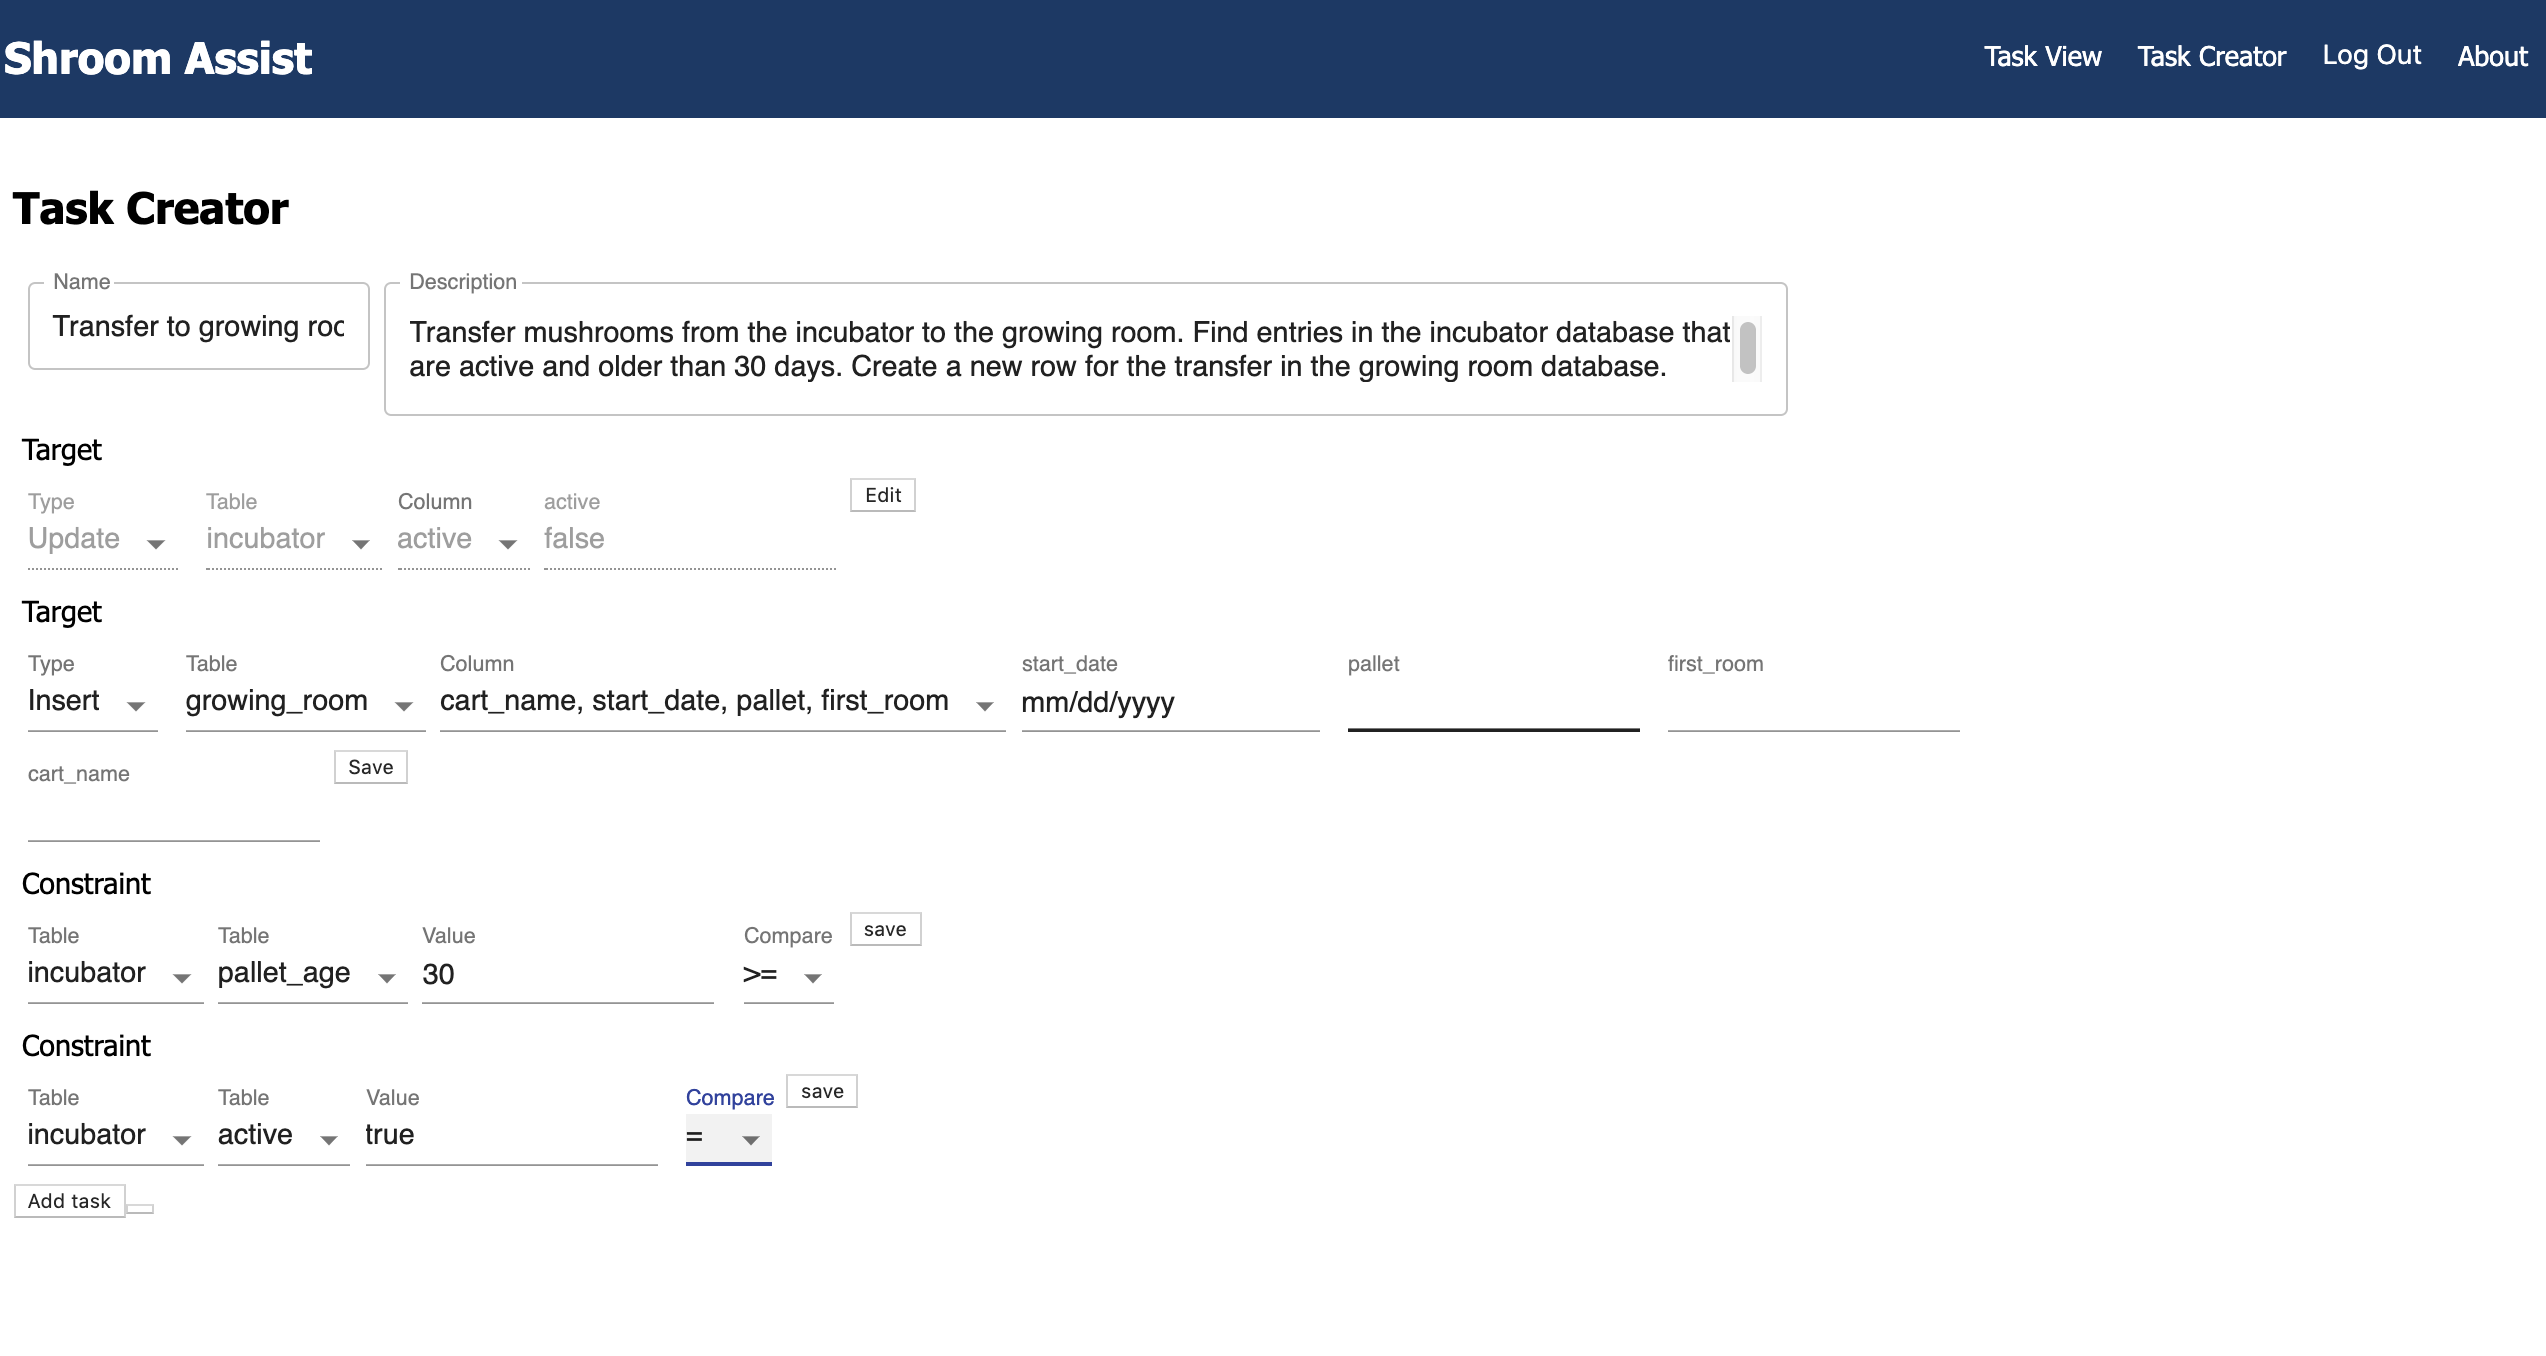 Shroom Assist
Task View Task Creator Log Out About
Task Creator
Name
Transfer to growing roo
Description
Transfer mushrooms from the incubator to the growing room. Find entries in the incubator database that
are active and older than 30 days. Create a new row for the transfer in the growing room database.
Target
Type Table Column active Edit
Update incubator active false
Target
Type Table Column start_date pallet first_room
Insert growing_room cart_name, start_date, pallet, first_room mm/dd/yyyy
cart_name Save
Constraint
Table Table Value Compare save
incubator pallet_age 30 >=
Constraint
Table Table Value Compare save
incubator active true =
Add task